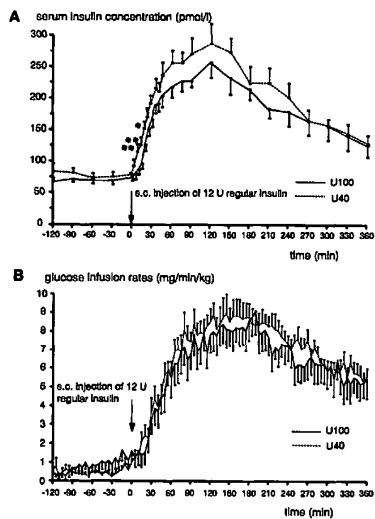 A
serum insulin concentration (pmol/l)
300
250
200
150
100
50
0
s.c. injection of 12 U regular insulin
U100
U40
-120 -90 -60 -30 0 30 60 90 120 150 180 210 240 270 300 330 360
time (min)
B
glucose infusion rates (mg/min/kg)
10
9
8
7
6
5
4
3
2
1
0
s.c. injection of 12 U
regular insulin
U100
U40
-120 -90 -60 -30 0 30 60 90 120 150 180 210 240 270 300 330 360
time (min)